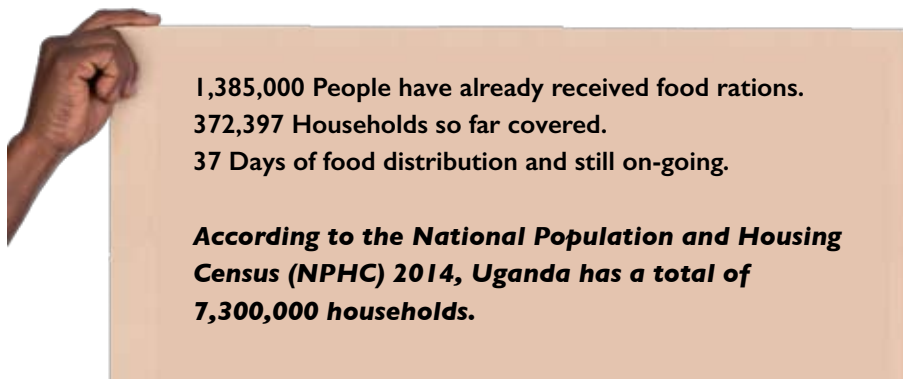 1,385,000 People have already received food rations.
372,397 Households so far covered.
37 Days of food distribution and still on-going.
According to the National Population and Housing
Census (NPHC) 2014, Uganda has a total of
7,300,000 households.